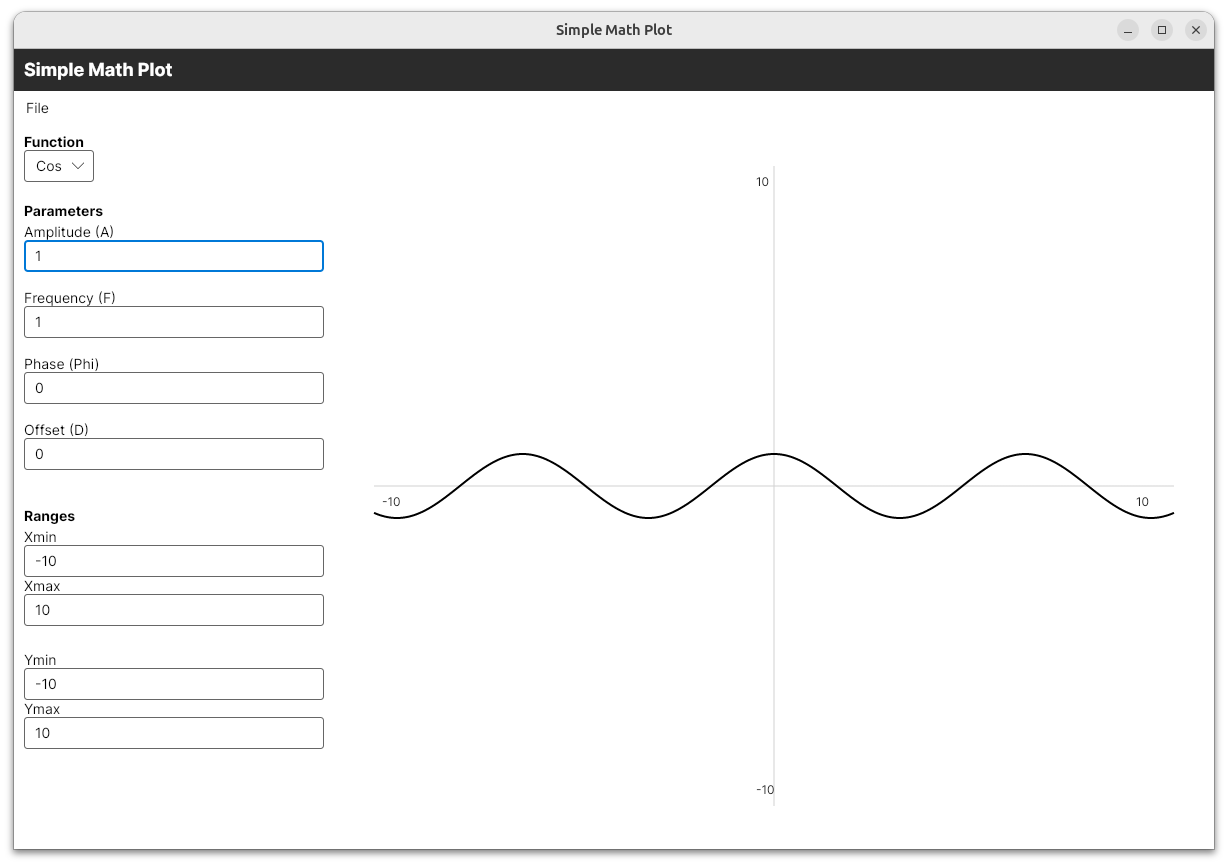 Simple Math Plot
Simple Math Plot
File
Function
Cos
Parameters
Amplitude (A)
1
Frequency (F)
1
Phase (Phi)
0
Offset (D)
0
Ranges
Xmin
-10
Xmax
10
Ymin
-10
Ymax
10
10
-10
10
-10